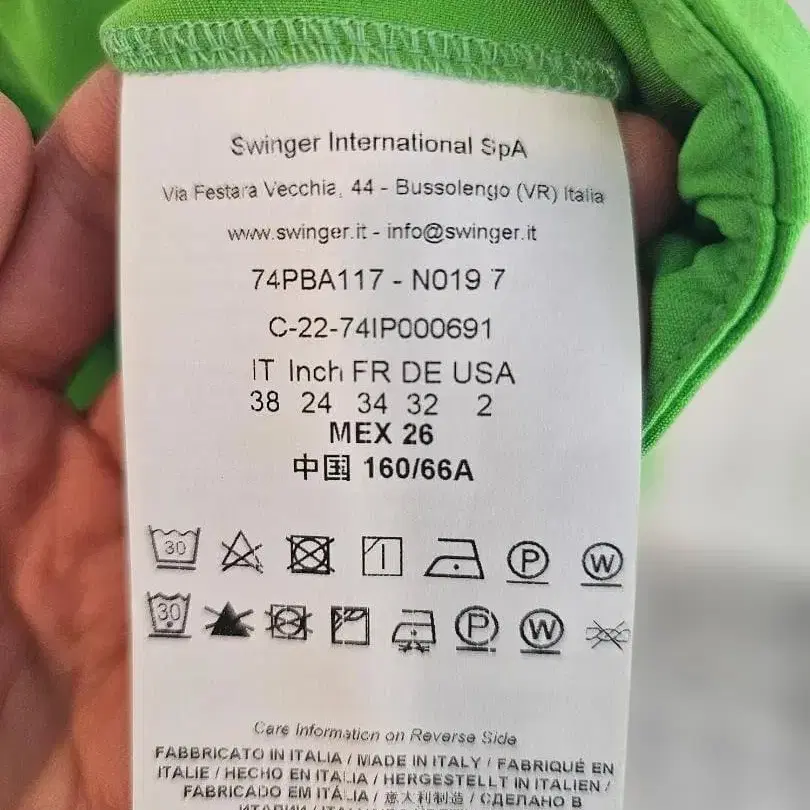 Swinger International SpA
Via Festara Vecchia, 44 - Bussolengo (VR) Italia
www.swinger.it - info@swinger.it
74PBA117 - N019 7
C-22-74IP000691
IT Inch FR DE USA
38 24 34 32 2
MEX 26
中国 160/66A
30 P W
30 P W
Care Information on Reverse Side
FABBRICATO IN ITALIA / MADE IN ITALY / FABRIQUÉ EN
ITALIE / HECHO EN ITALIA / HERGESTELLT IN ITALIEN /
FABRICADO EM ITÁLIA / 意大利制造 / СДЕЛАНО В